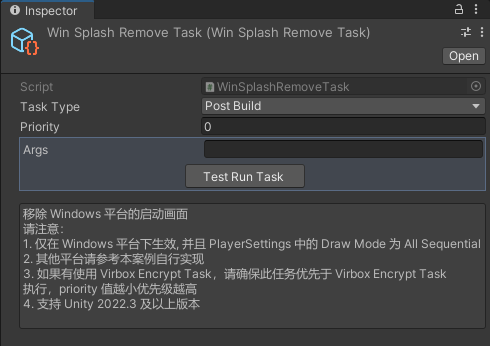 Inspector
Win Splash Remove Task (Win Splash Remove Task)
Open
Script
WinSplashRemoveTask
Task Type
Post Build
Priority
0
Args
Test Run Task
移除 Windows 平台的启动画面
请注意：
1. 仅在 Windows 平台下生效, 并且 PlayerSettings 中的 Draw Mode 为 All Sequential
2. 其他平台请参考本案例自行实现
3. 如果有使用 Virbox Encrypt Task，请确保此任务优先于 Virbox Encrypt Task
执行，priority 值越小优先级越高
4. 支持 Unity 2022.3 及以上版本